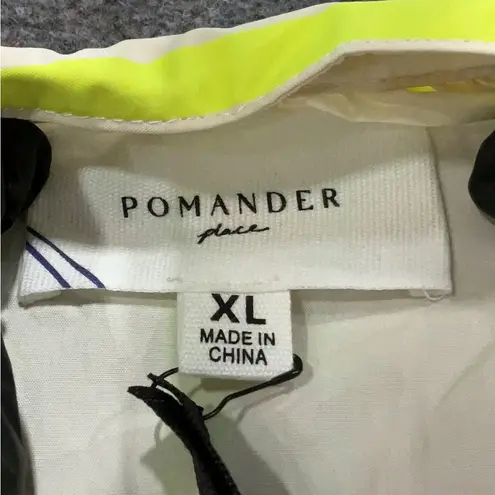 POMANDER
place
XL
MADE IN
CHINA